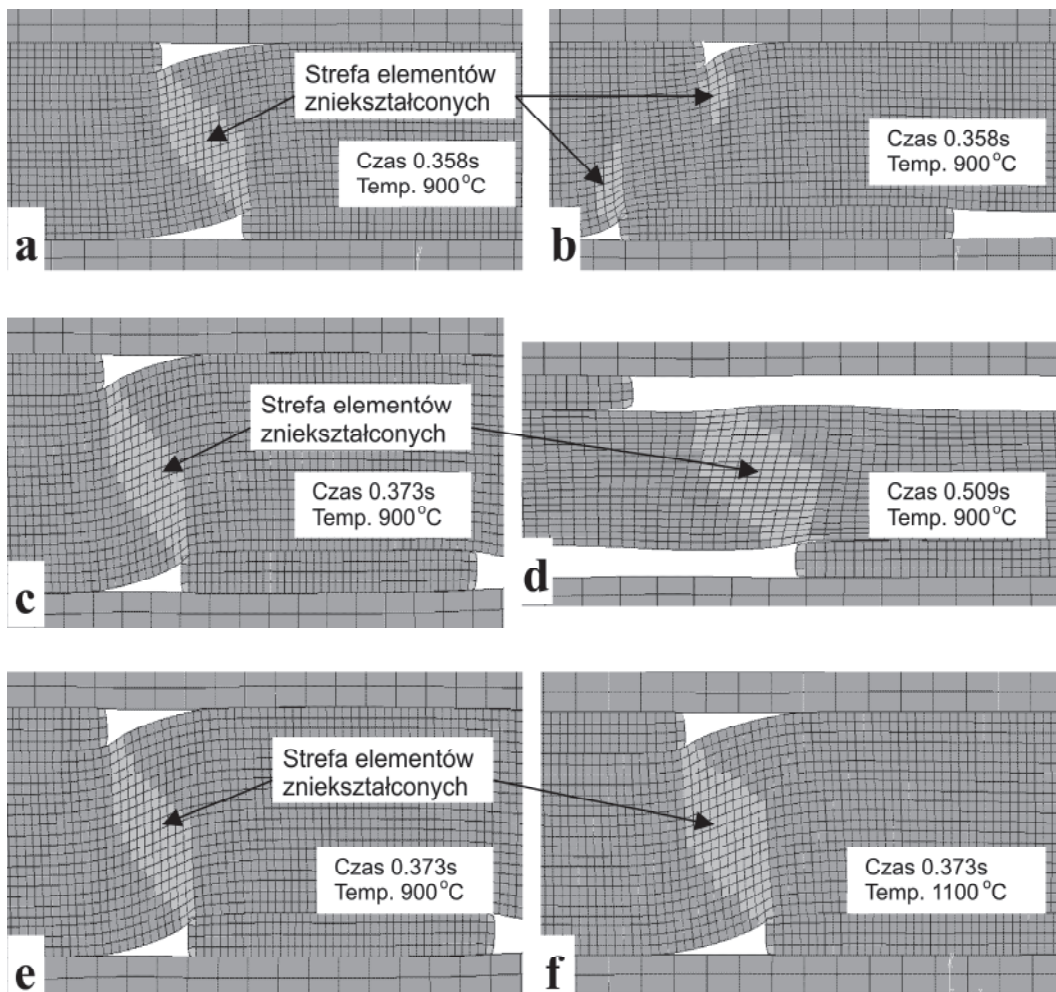 Strefa elementów
zniekształconych
Czas 0.358s
Temp. 900°C
a
Czas 0.358s
Temp. 900°C
b
Strefa elementów
zniekształconych
Czas 0.373s
Temp. 900°C
c
Czas 0.509s
Temp. 900°C
d
Strefa elementów
zniekształconych
Czas 0.373s
Temp. 900°C
e
Czas 0.373s
Temp. 1100°C
f